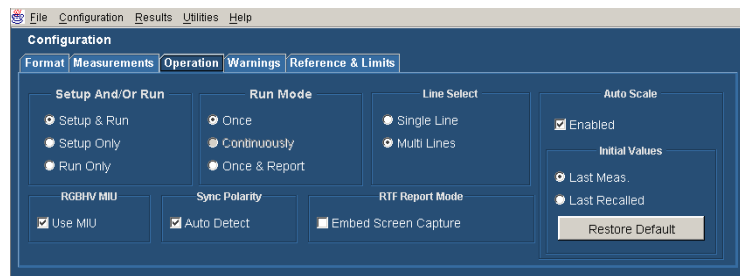 File Configuration Results Utilities Help
Configuration
Format Measurements Operation Warnings Reference & Limits
Setup And/Or Run
Setup & Run
Setup Only
Run Only
Run Mode
Once
Continuously
Once & Report
Line Select
Single Line
Multi Lines
Auto Scale
Enabled
Initial Values
Last Meas.
Last Recalled
Restore Default
RGBHV MIU
Use MIU
Sync Polarity
Auto Detect
RTF Report Mode
Embed Screen Capture